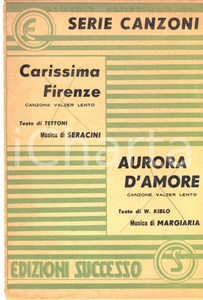 SERIE CANZONI
Carissima
Firenze
CANZONE VALZER LENTO
Testo di TETTONI
Musica di SERACINI
AURORA
D'AMORE
CANZONE VALZER LENTO
Testo di W. KIBLO
Musica di MARGIARIA
EDIZIONI SUCCESSO